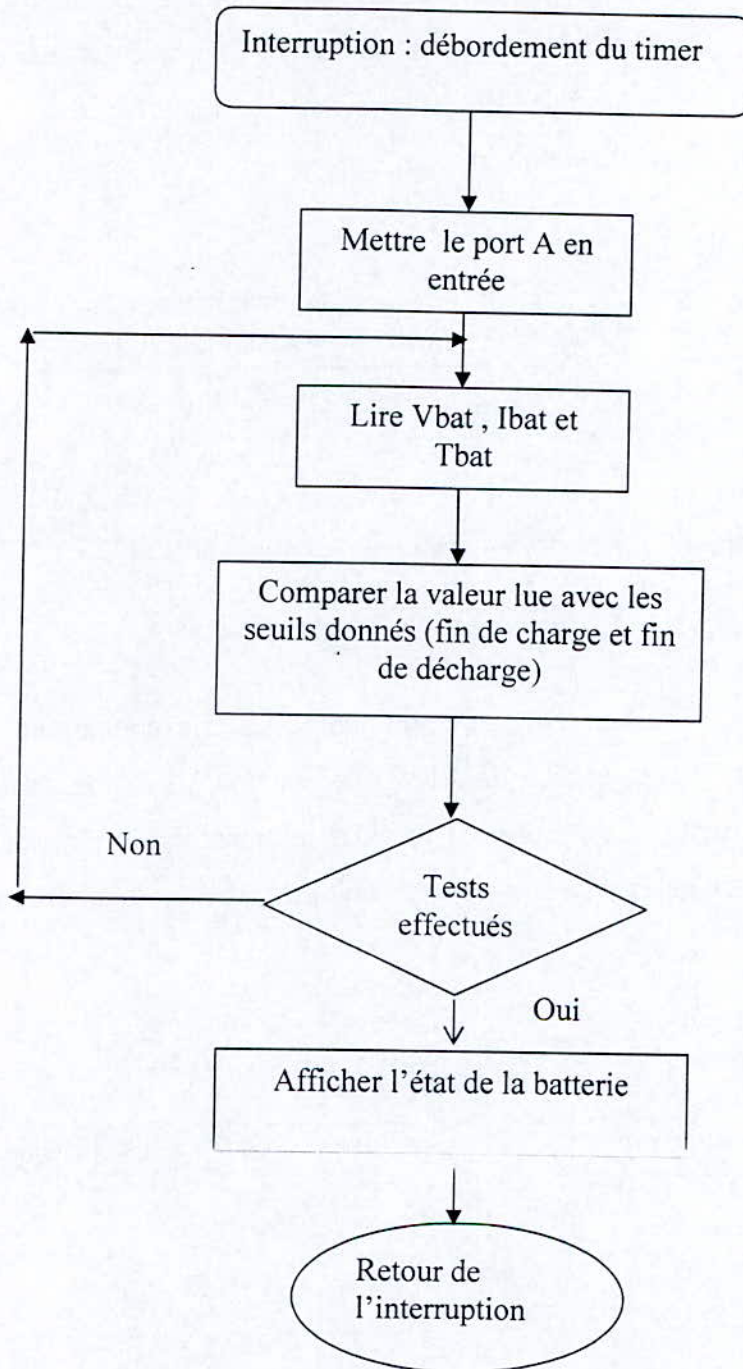 Interruption : débordement du timer
Mettre le port A en
entrée
Lire Vbat , Ibat et
Tbat
Comparer la valeur lue avec les
seuils donnés (fin de charge et fin
de décharge)
Non
Tests
effectués
Oui
Afficher l'état de la batterie
Retour de
l'interruption